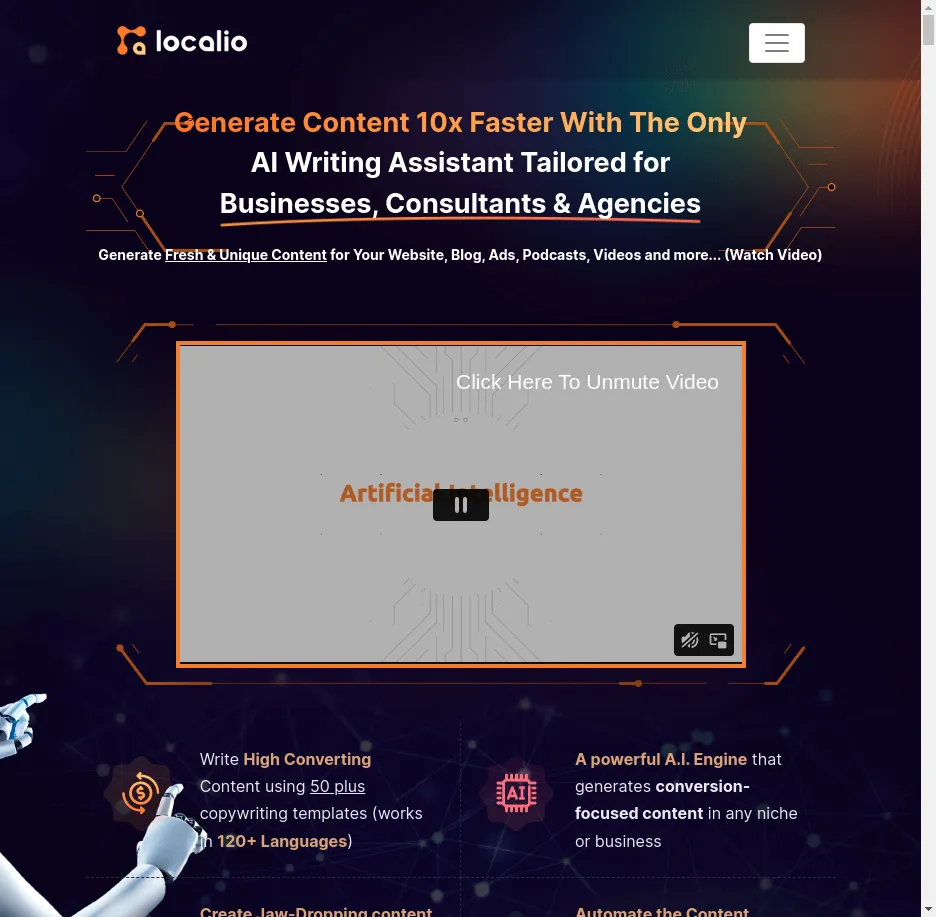 localio
Generate Content 10x Faster With The Only
AI Writing Assistant Tailored for
Businesses, Consultants & Agencies
Generate Fresh & Unique Content for Your Website, Blog, Ads, Podcasts, Videos and more... (Watch Video)
Click Here To Unmute Video
Artificial Intelligence
Write High Converting
Content using 50 plus
copywriting templates (works
in 120+ Languages)
AI
A powerful A.I. Engine that
generates conversion-
focused content in any niche
or business
Create Jaw-Dropping content
Automate the Content